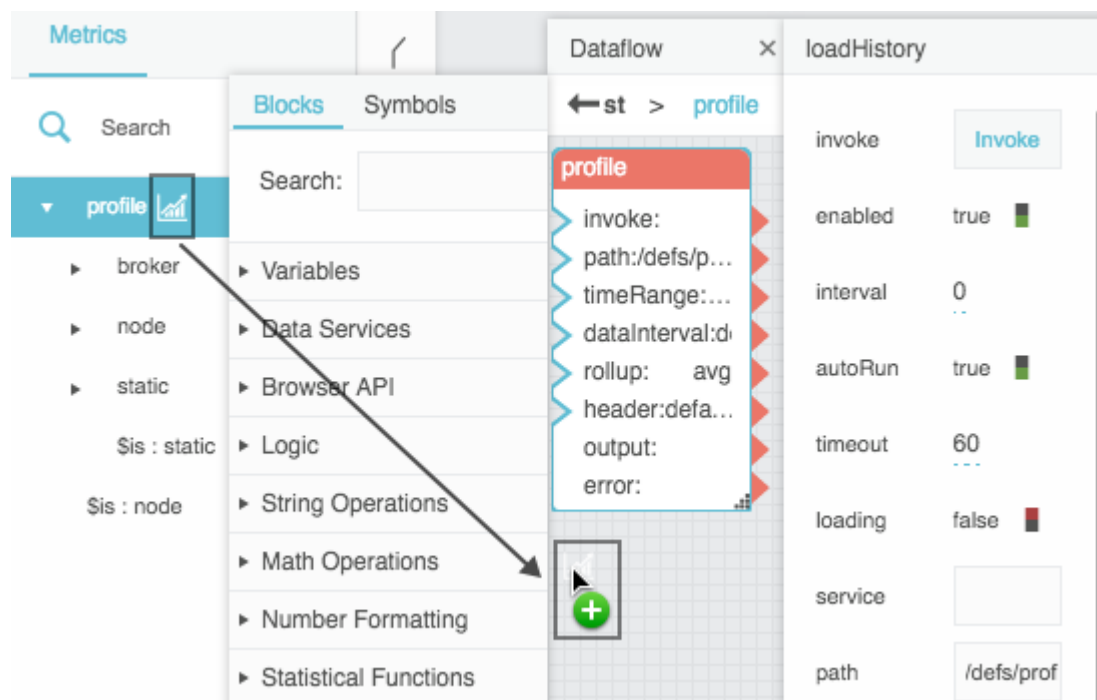 Metrics
Search
profile
broker
node
static
$is : static
$is : node
Blocks
Symbols
Search:
Variables
Data Services
Browser API
Logic
String Operations
Math Operations
Number Formatting
Statistical Functions
Dataflow
st > profile
profile
invoke:
path:/defs/p...
timeRange:...
dataInterval:d
rollup: avg
header:defa...
output:
error:
loadHistory
invoke Invoke
enabled true
interval 0
autoRun true
timeout 60
loading false
service
path /defs/prof